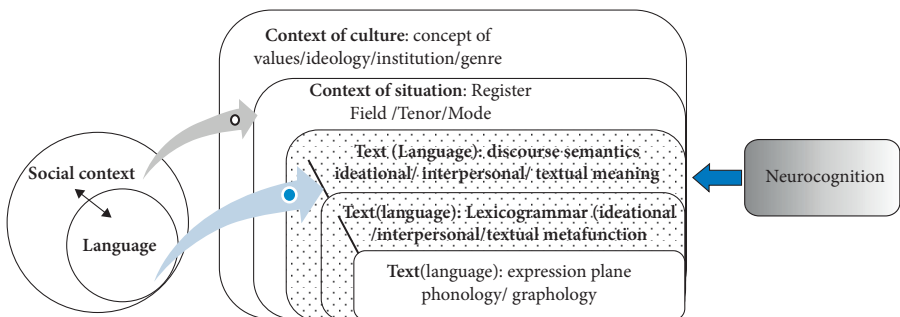 Context of culture: concept of
values/ideology/institution/genre
Context of situation: Register
Field /Tenor/Mode
Text (Language): discourse semantics
ideational/ interpersonal/ textual meaning
Text(language): Lexicogrammar (ideational
/interpersonal/textual metafunction
Text(language): expression plane
phonology/ graphology
Social context
Language
Neurocognition